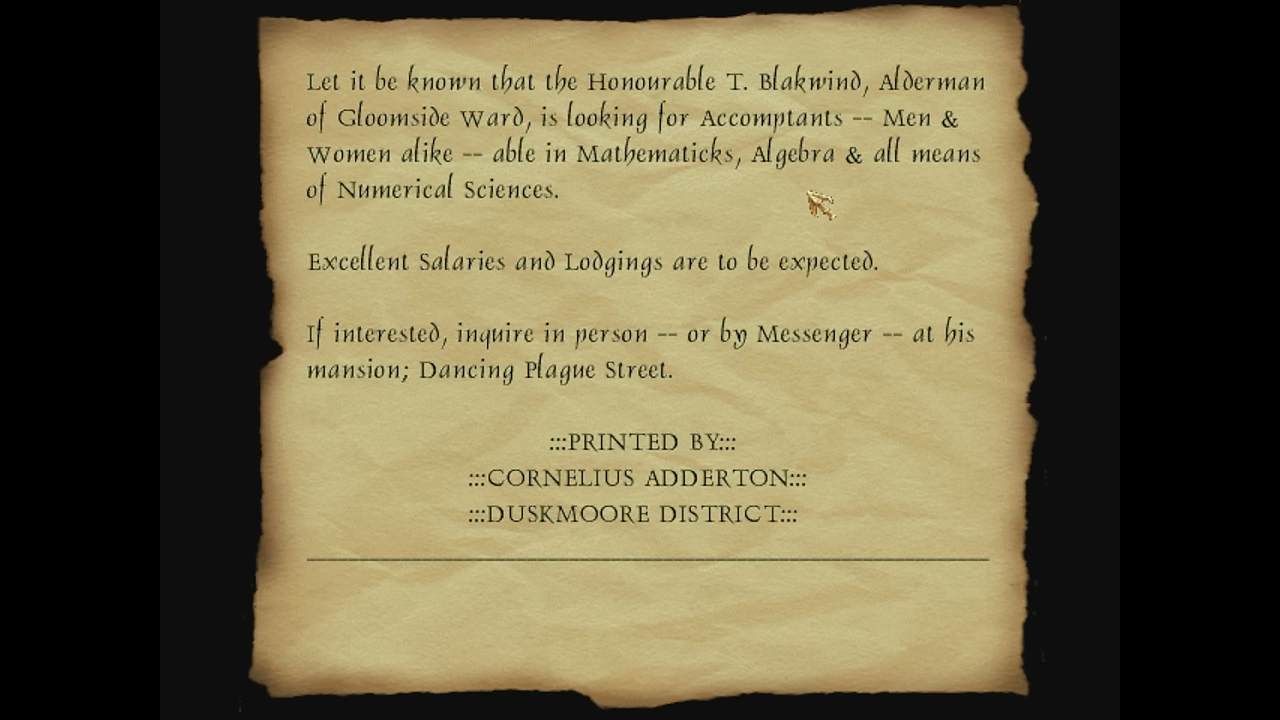 Let it be known that the Honourable T. Blakwind, Alderman
of Gloomside Ward, is looking for Accomptants -- Men &
Women alike -- able in Mathematicks, Algebra & all means
of Numerical Sciences.
Excellent Salaries and Lodgings are to be expected.
If interested, inquire in person -- or by Messenger -- at his
mansion; Dancing Plague Street.
:::PRINTED BY:::
:::CORNELIUS ADDERTON:::
:::DUSKMOORE DISTRICT:::